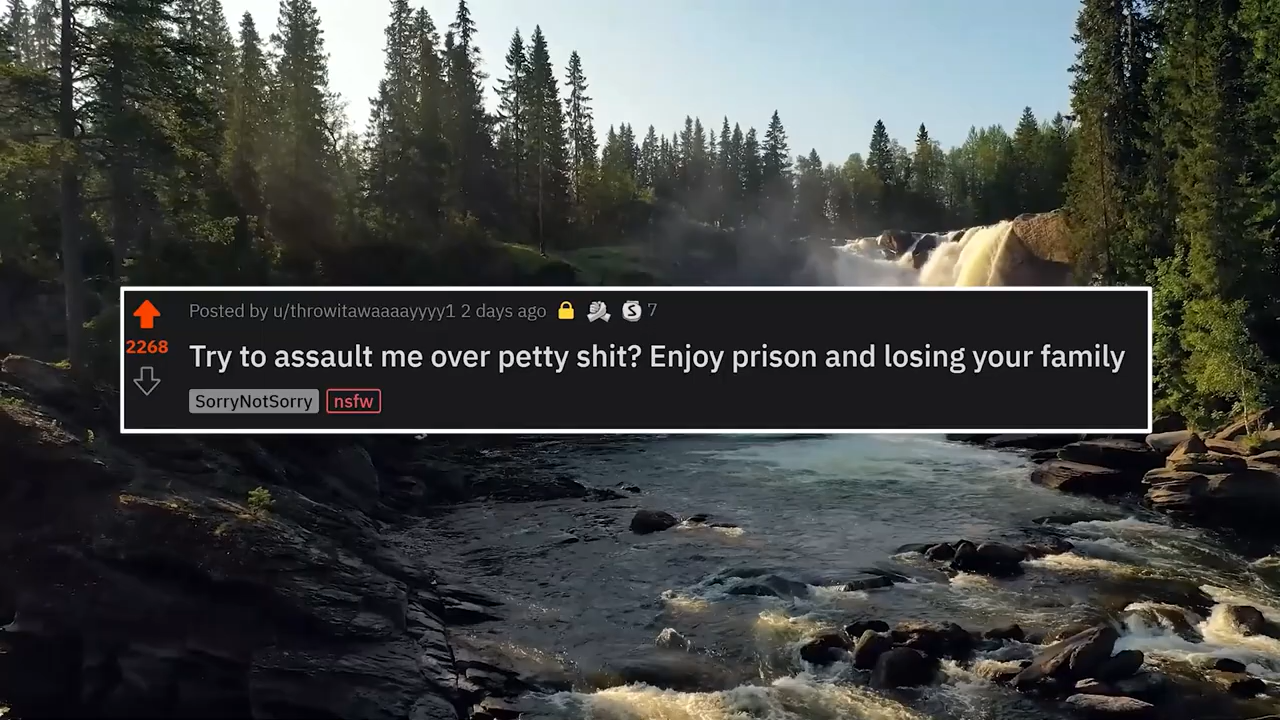 Posted by u/throwitawaaaayyyy1 2 days ago 7
2268
Try to assault me over petty shit? Enjoy prison and losing your family
SorryNotSorry nsfw